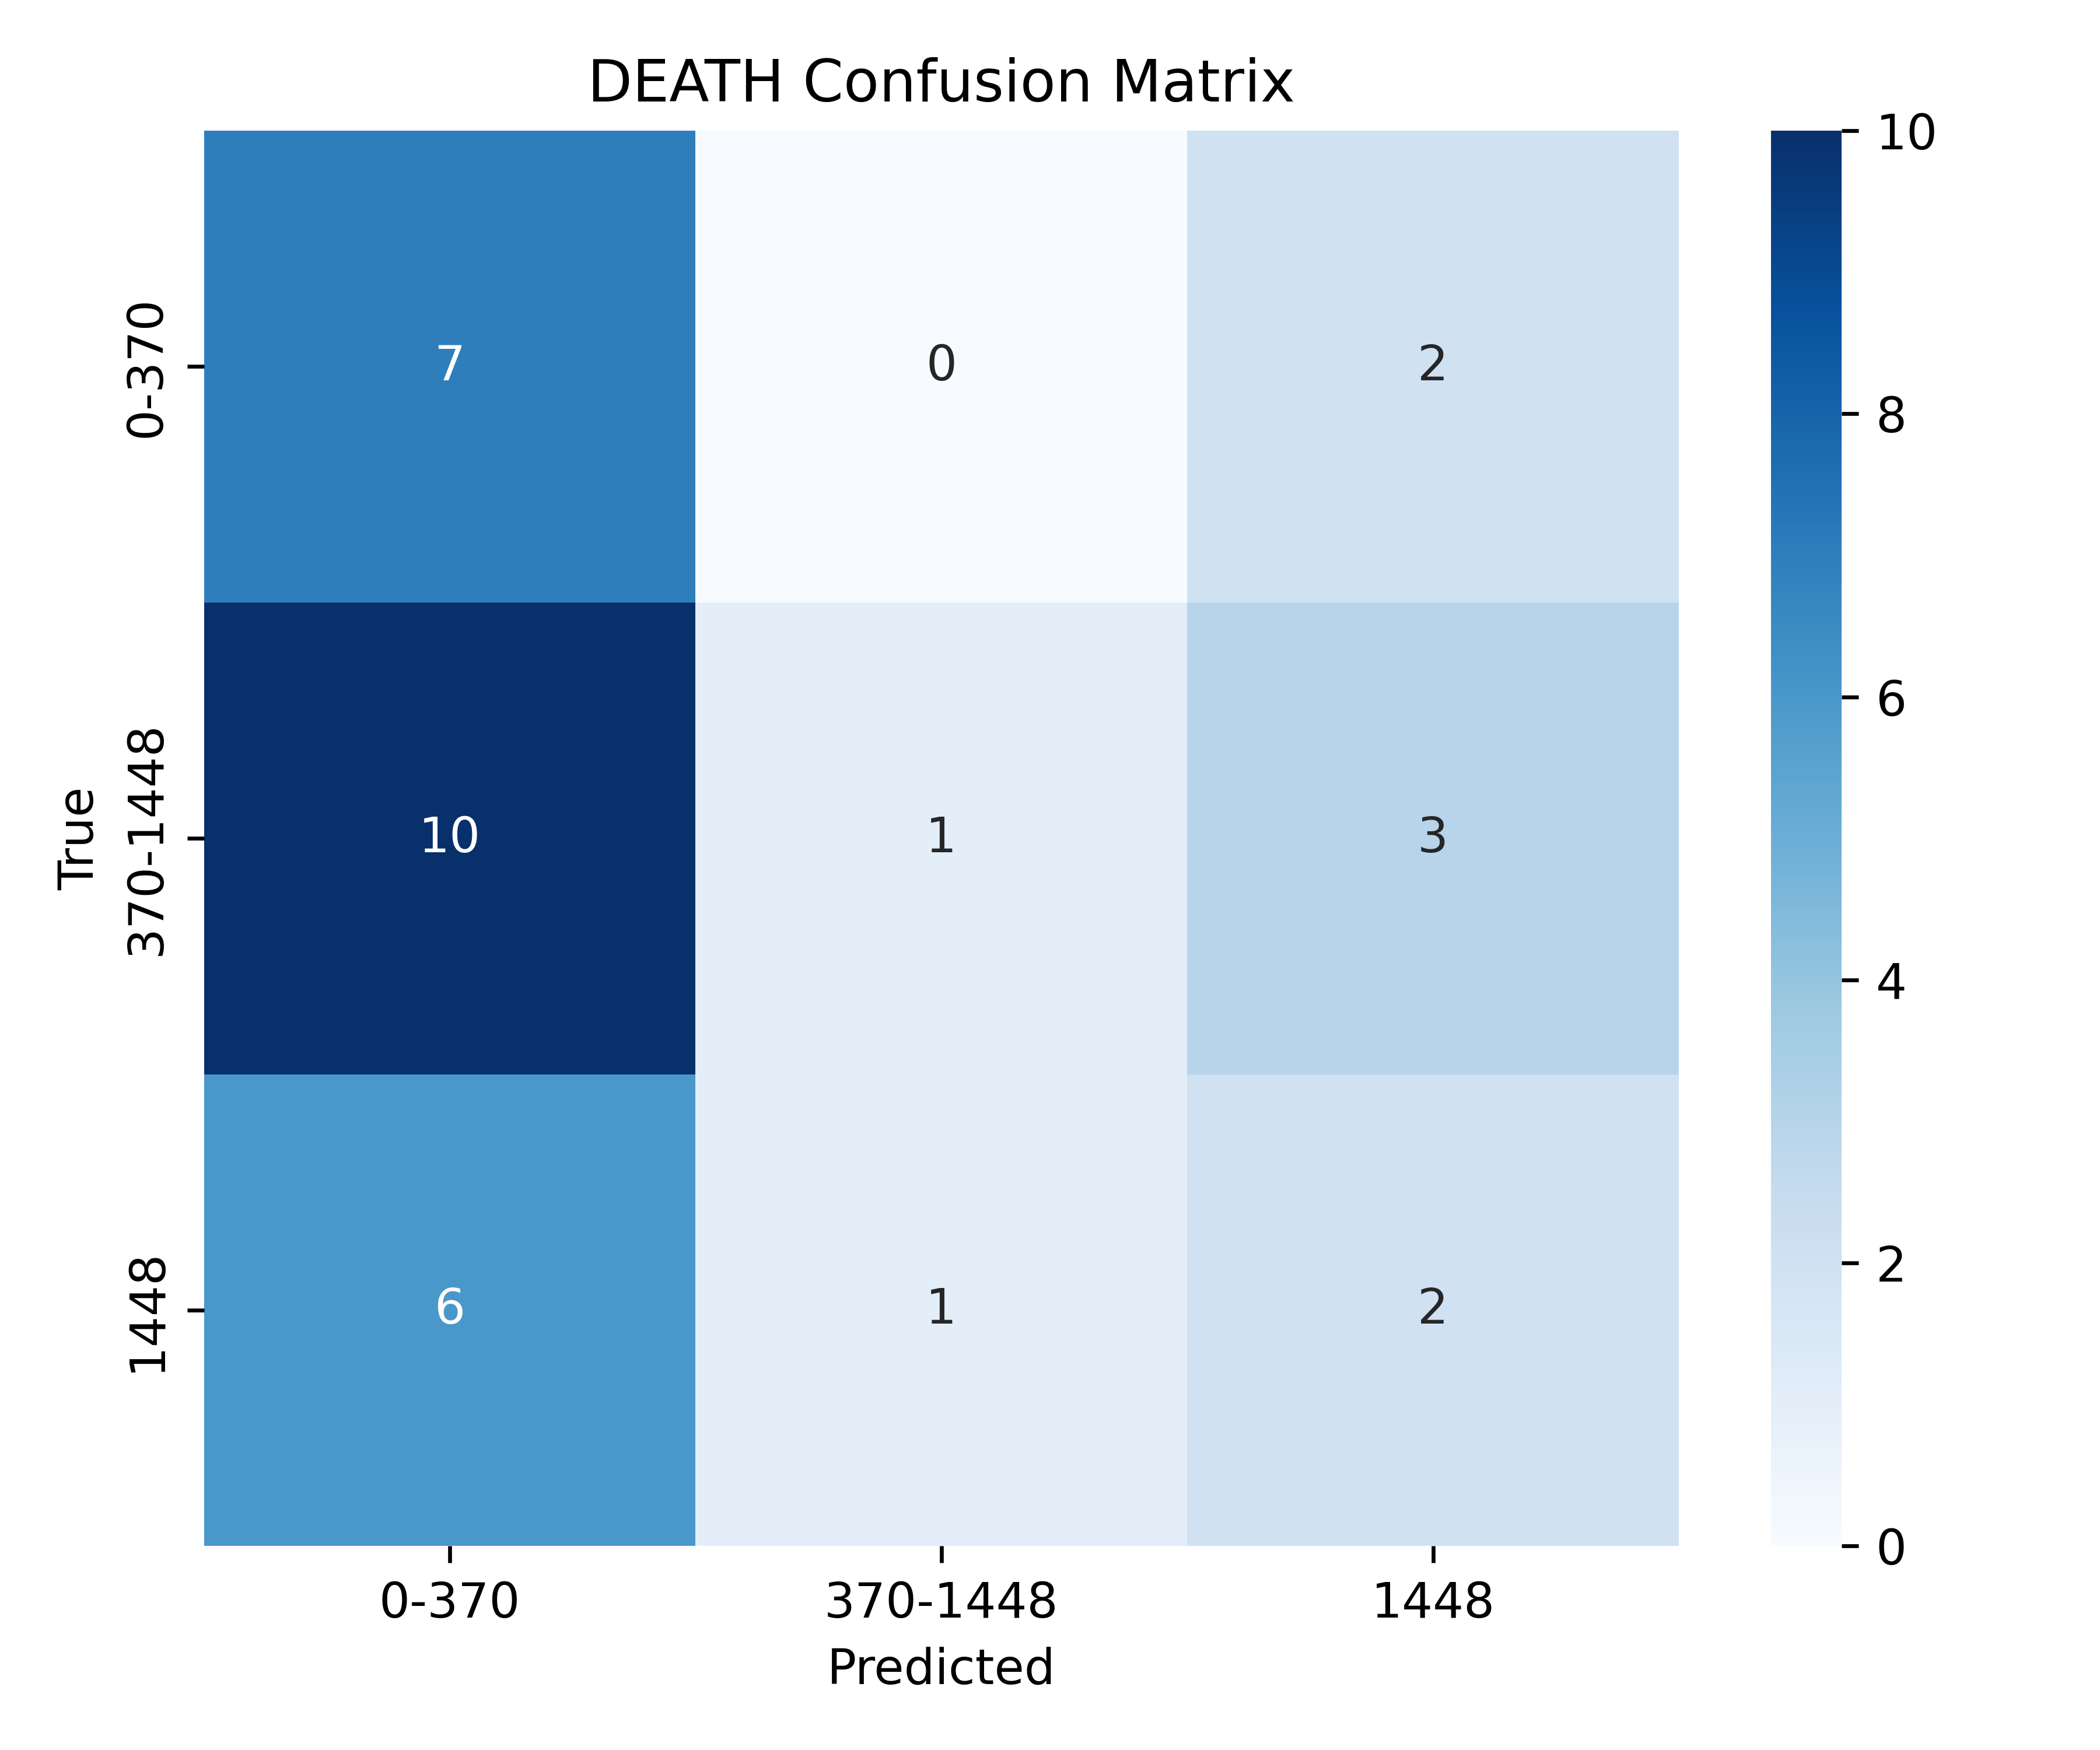 DEATH Confusion Matrix
True
0-370
7 0 2
370-1448
10 1 3
1448
6 1 2
0-370 370-1448 1448
Predicted
10
8
6
4
2
0